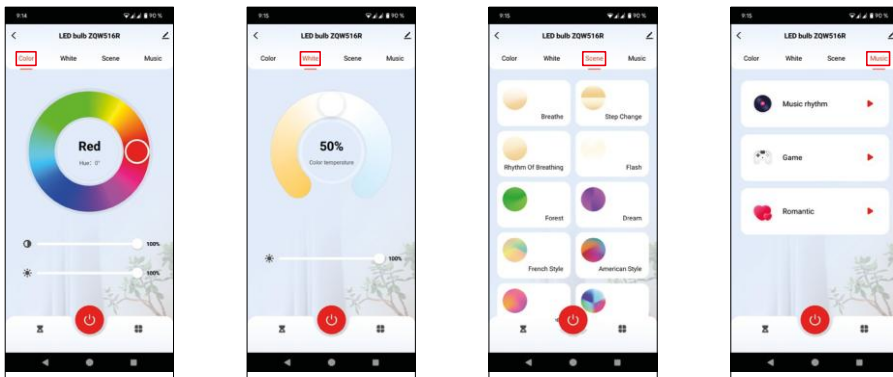 9:14 90 %
LED bulb ZQW516R
Color White Scene Music
Red
Hue: 0°
100%
100%
9:15 90 %
LED bulb ZQW516R
Color White Scene Music
50%
Color temperature
100%
9:15 90 %
LED bulb ZQW516R
Color White Scene Music
Breathe Step Change
Rhythm Of Breathing Flash
Forest Dream
French Style American Style
9:15 90 %
LED bulb ZQW516R
Color White Scene Music
Music rhythm
Game
Romantic